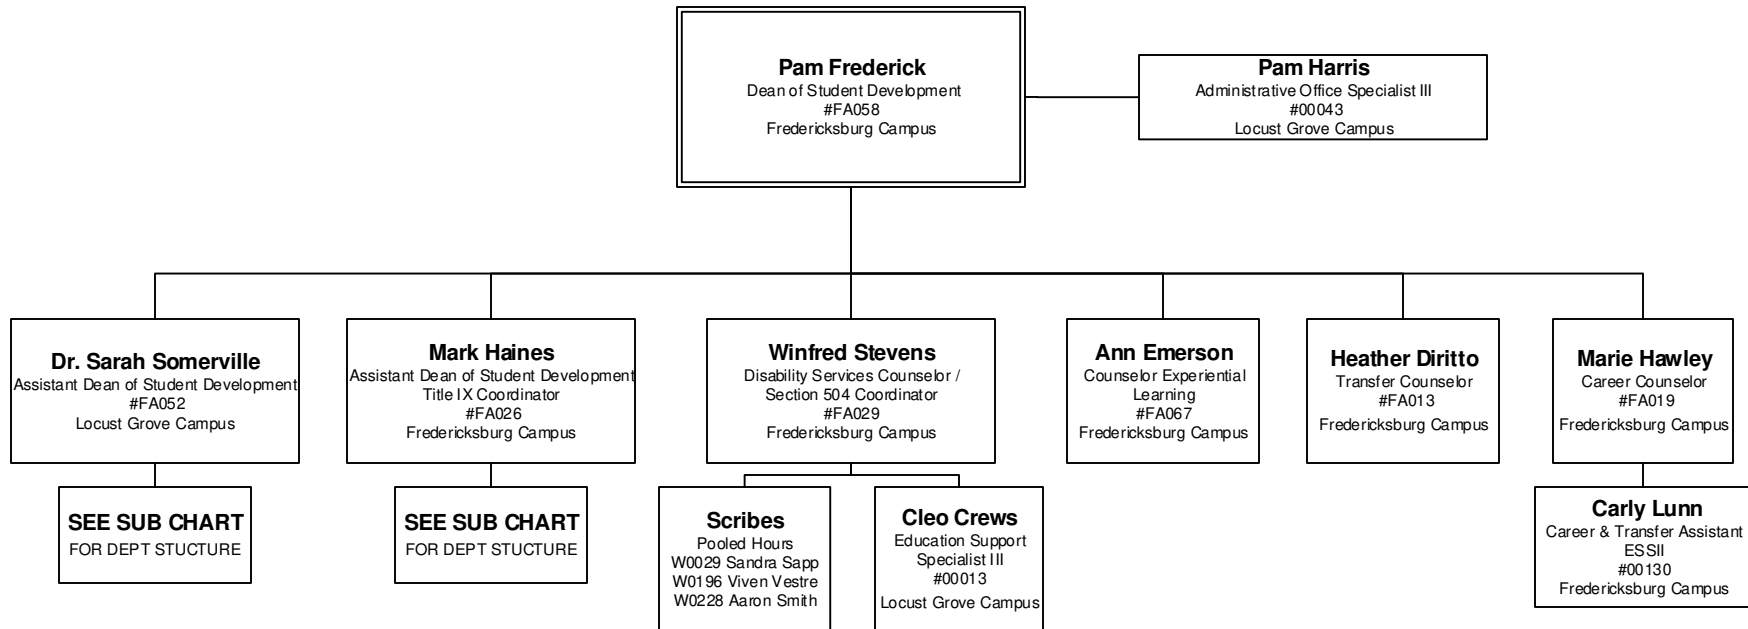 Pam Frederick
Dean of Student Development
#FA058
Fredericksburg Campus
Pam Harris
Administrative Office Specialist III
#00043
Locust Grove Campus
Dr. Sarah Somerville
Assistant Dean of Student Development
#FA052
Locust Grove Campus
Mark Haines
Assistant Dean of Student Development
Title IX Coordinator
#FA026
Fredericksburg Campus
Winfred Stevens
Disability Services Counselor /
Section 504 Coordinator
#FA029
Fredericksburg Campus
Ann Emerson
Counselor Experiential
Learning
#FA067
Fredericksburg Campus
Heather Diritto
Transfer Counselor
#FA013
Fredericksburg Campus
Marie Hawley
Career Counselor
#FA019
Fredericksburg Campus
SEE SUB CHART
FOR DEPT STUCTURE
SEE SUB CHART
FOR DEPT STUCTURE
Scribes
Pooled Hours
W0029 Sandra Sapp
W0196 Viven Vestre
W0228 Aaron Smith
Cleo Crews
Education Support
Specialist III
#00013
Locust Grove Campus
Carly Lunn
Career & Transfer Assistant
ESSII
#00130
Fredericksburg Campus